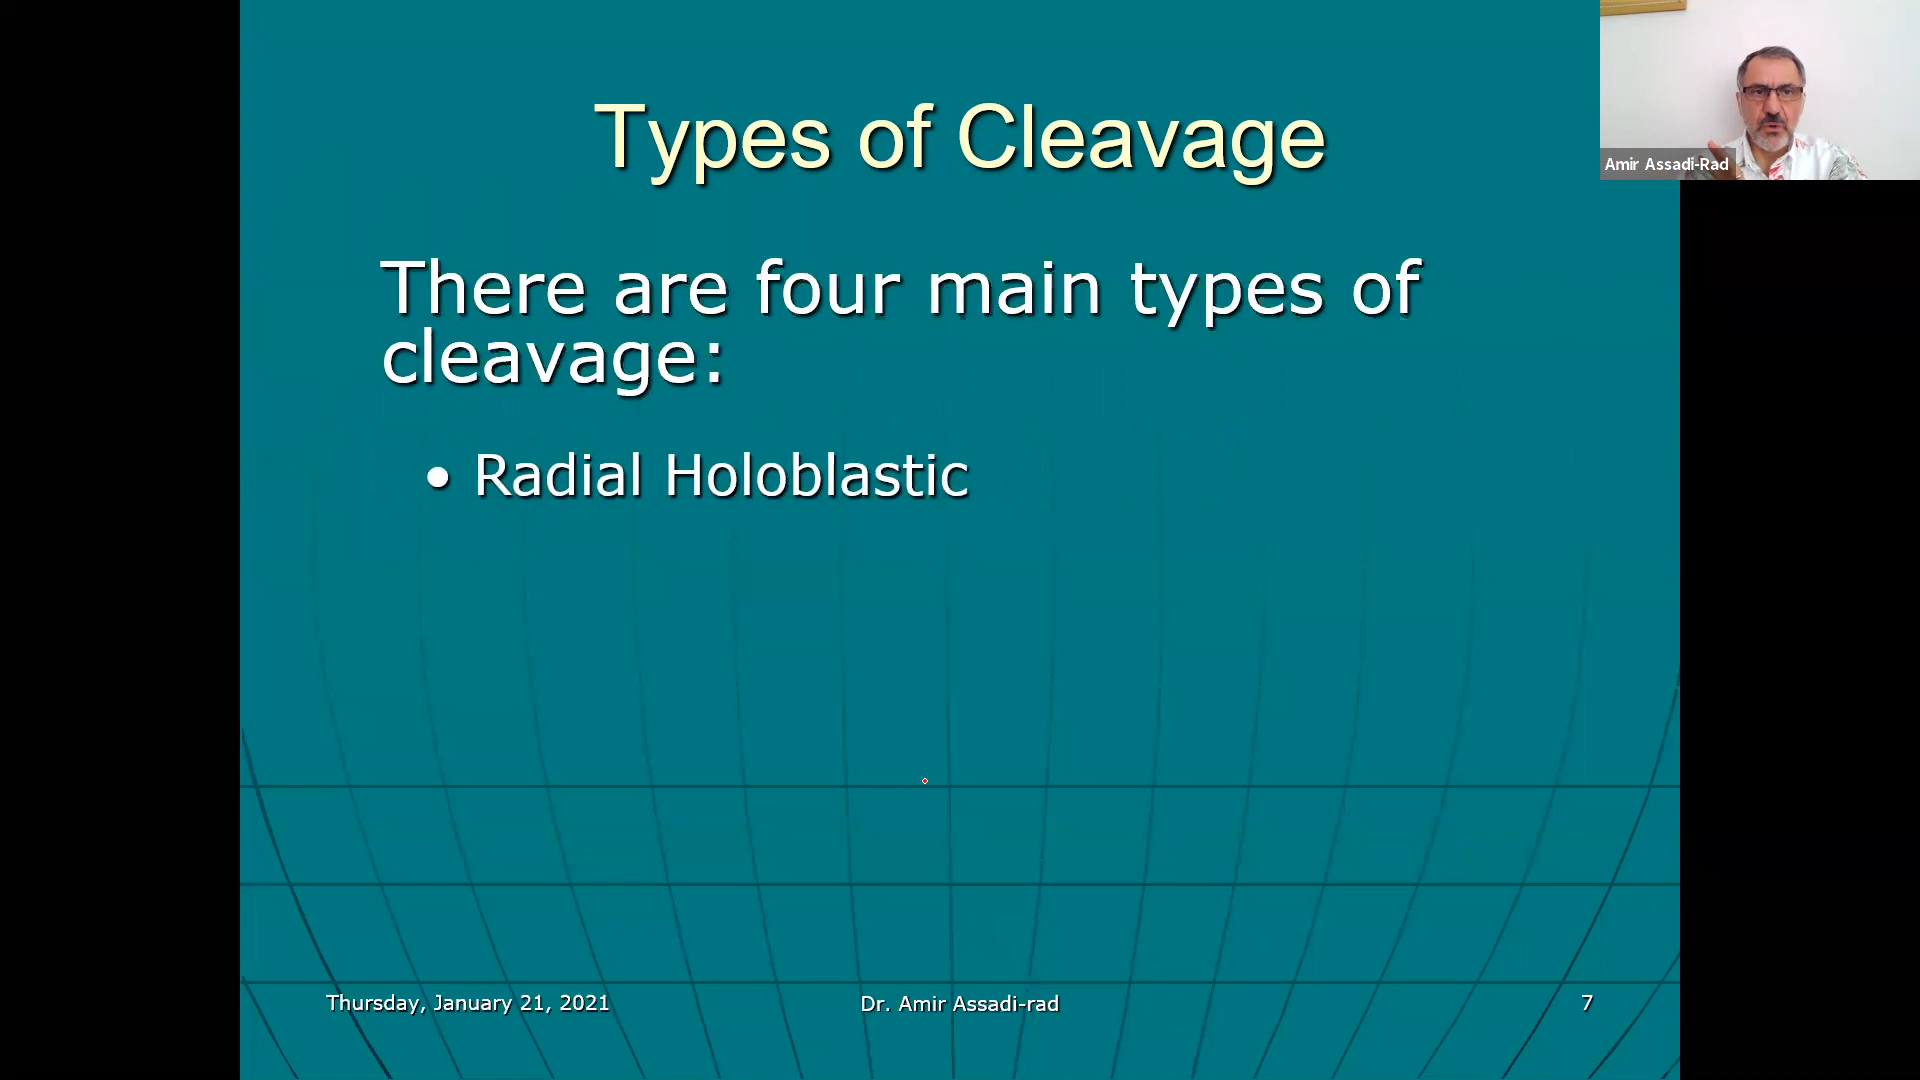 Types of Cleavage
Amir Assadi-Rad
There are four main types of
cleavage:
• Radial Holoblastic
Thursday, January 21, 2021
Dr. Amir Assadi-rad
7